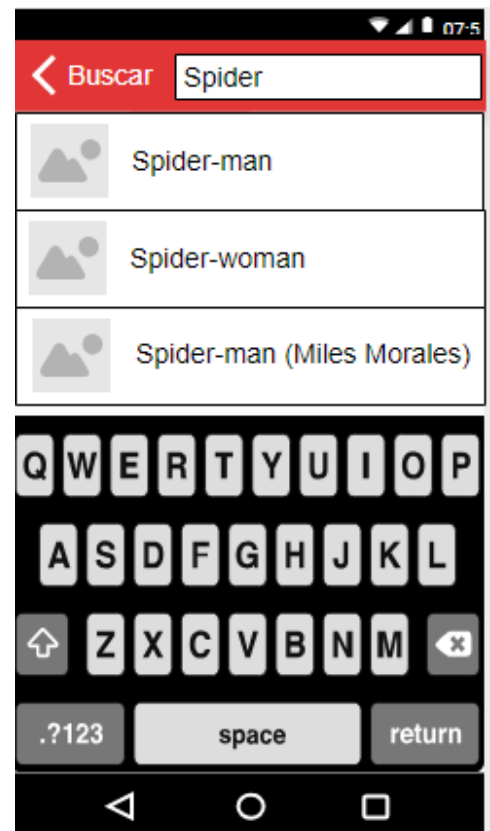 07:5
Buscar Spider
Spider-man
Spider-woman
Spider-man (Miles Morales)
Q W E R T Y U I O P
A S D F G H J K L
Z X C V B N M
.?123 space return